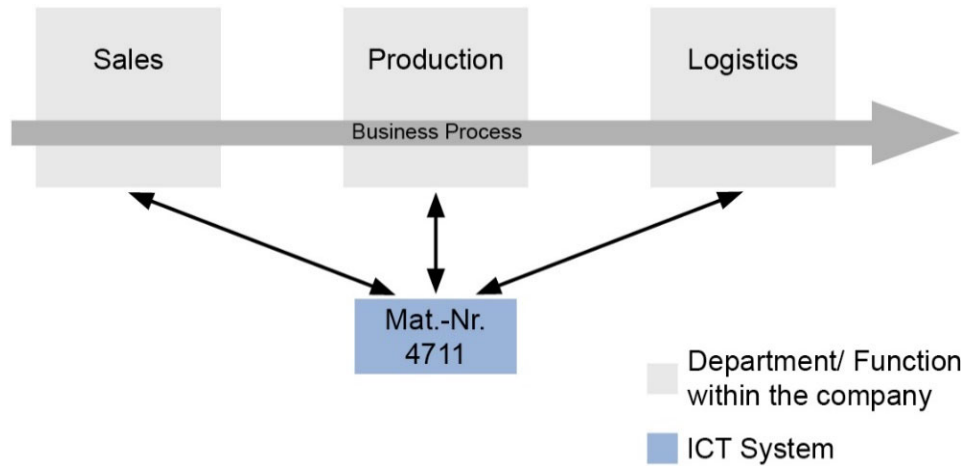 Sales
Production
Logistics
Business Process
Mat.-Nr.
4711
Department/ Function
within the company
ICT System